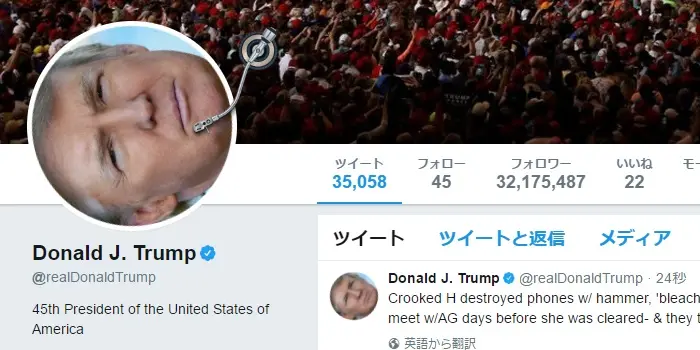 TRUMP
ツイート フォロー フォロワー いいね モー
35,058 45 32,175,487 22
Donald J. Trump
@realDonaldTrump
45th President of the United States of
America
ツイート ツイートと返信 メディア
Donald J. Trump @realDonaldTrump · 24秒
Crooked H destroyed phones w/ hammer, 'bleach
meet w/AG days before she was cleared- & they t
英語から翻訳